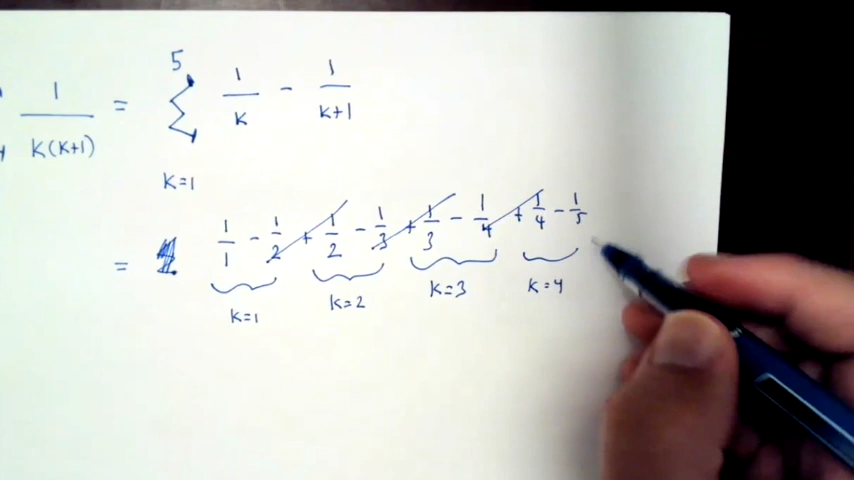 5
1/k(k+1) = Σ 1/k - 1/k+1
k=1
= 1/1 - 1/2 + 1/2 - 1/3 + 1/3 - 1/4 + 1/4 - 1/5
k=1 k=2 k=3 k=4